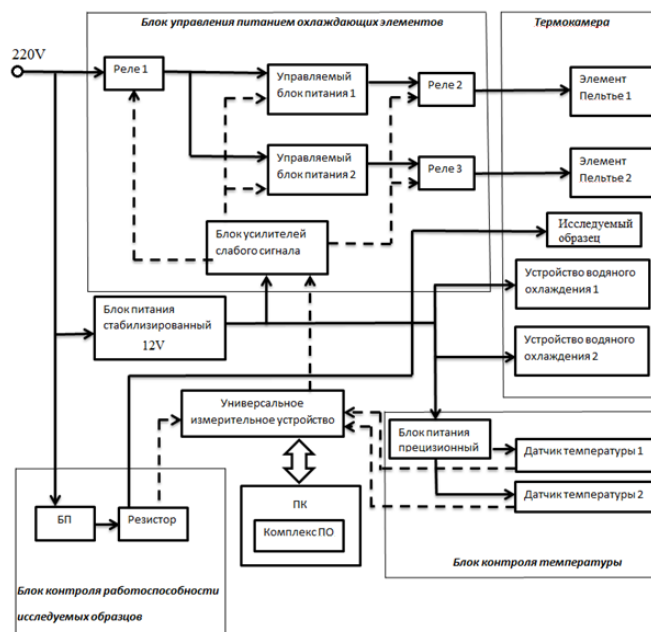 Блок управления питанием охлаждающих элементов
Термокамера
220V
Реле 1
Управляемый
блок питания 1
Реле 2
Элемент
Пельтье 1
Управляемый
блок питания 2
Реле 3
Элемент
Пельтье 2
Блок усилителей
слабого сигнала
Исследуемый
образец
Устройство водяного
охлаждения 1
Блок питания
стабилизированный
12V
Устройство водяного
охлаждения 2
Универсальное
измерительное устройство
Блок питания
прецизионный
Датчик температуры 1
Датчик температуры 2
БП
Резистор
ПК
Комплекс ПО
Блок контроля температуры
Блок контроля работоспособности
исследуемых образцов